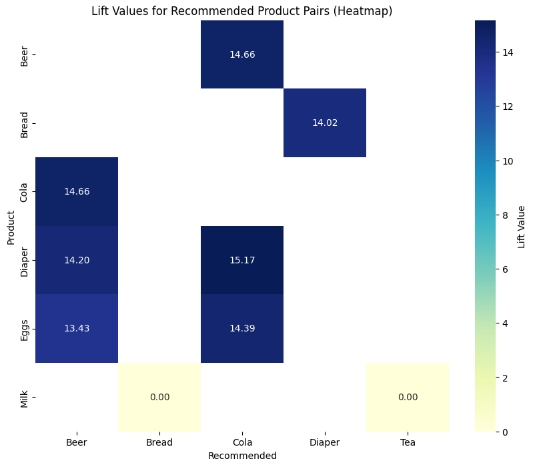 Lift Values for Recommended Product Pairs (Heatmap)
Beer
14.66
Bread
14.02
Cola
14.66
Diaper
14.20
15.17
Eggs
13.43
14.39
Milk
0.00
0.00
Product
Beer
Bread
Cola
Diaper
Tea
Recommended
14
12
10
8
6
4
2
0
Lift Value